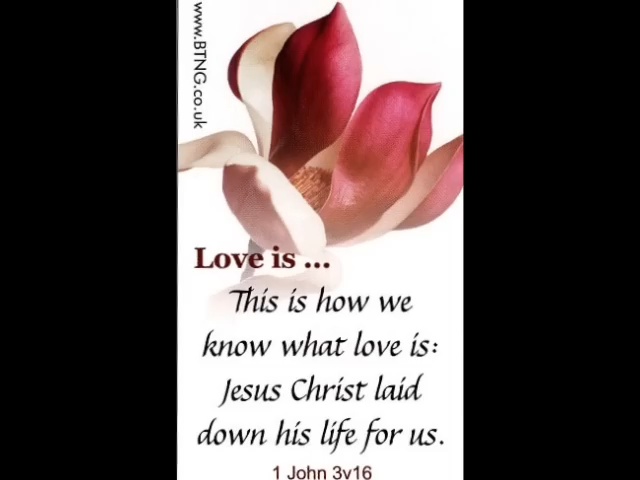 www.BTNG.co.uk
Love is ...
This is how we
know what love is:
Jesus Christ laid
down his life for us.
1 John 3v16